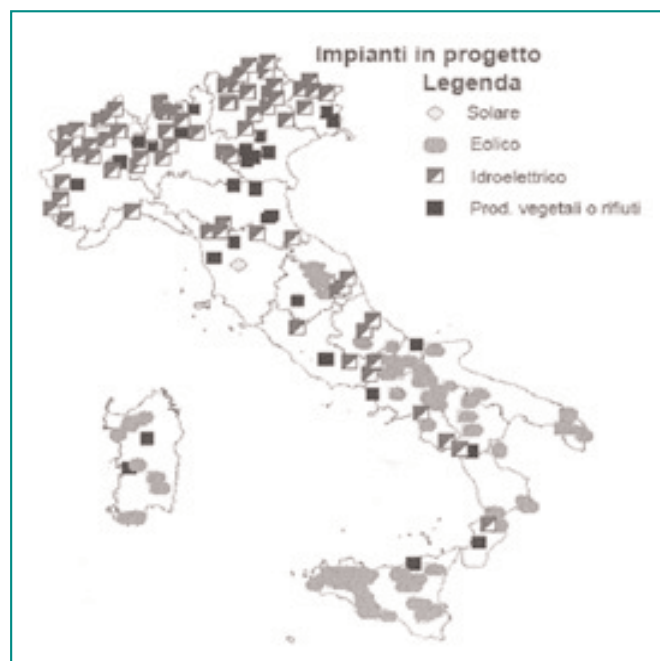 Impianti in progetto
Legenda
Solare
Eolico
Idroelettrico
Prod. vegetali o rifiuti